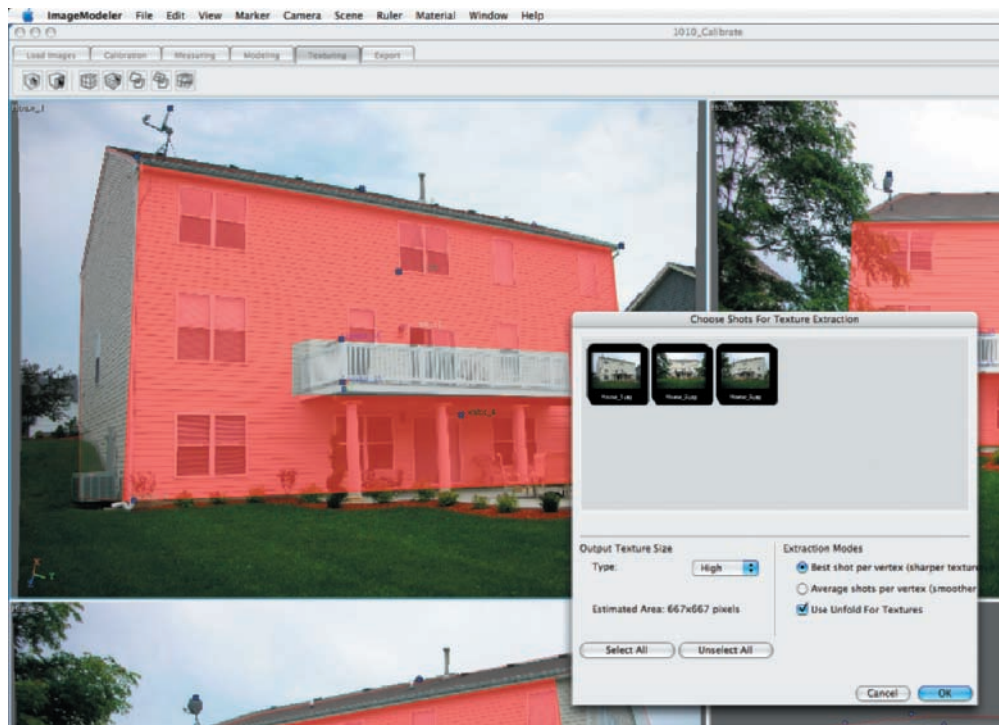 ImageModeler File Edit View Marker Camera Scene Ruler Material Window Help
1010_Calibrate
Load Images Calibration Measuring Modeling Texturing Export
Choose Shots For Texture Extraction
Output Texture Size
Type: High
Estimated Area: 667x667 pixels
Select All Unselect All
Extraction Modes
Best shot per vertex (sharper textur
Average shots per vertex (smoother
Use Unfold For Textures
Cancel OK